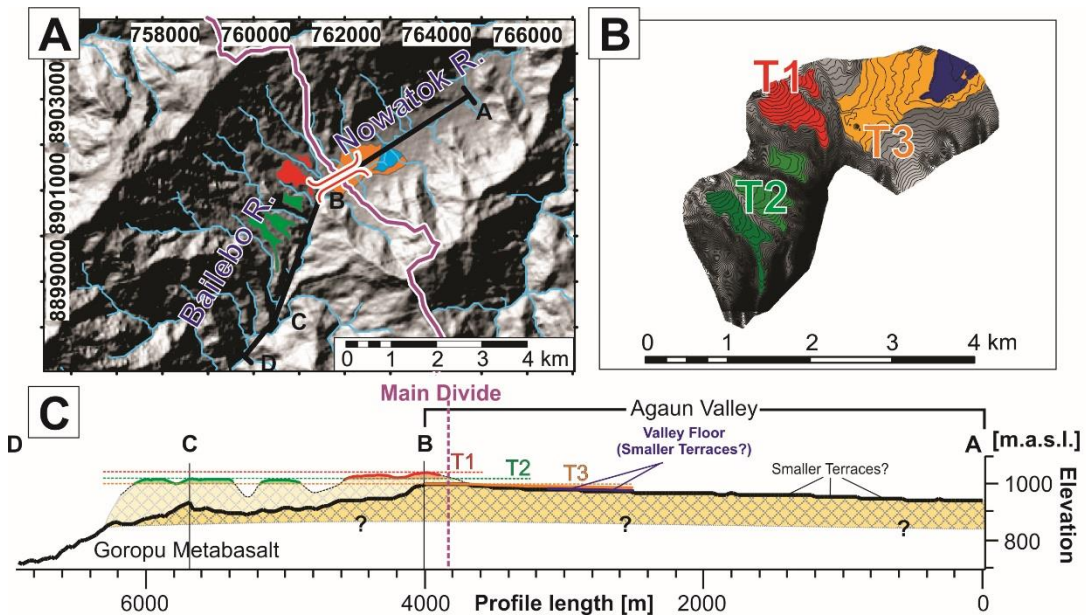 A
758000 760000 762000 764000 766000
8903000
8901000
8899000
Nowatok R.
Bailebo R.
A
B
C
D
0 1 2 3 4 km
B
T1
T3
T2
0 1 2 3 4 km
C
Main Divide
Agaun Valley
D C B A [m.a.s.l.]
Valley Floor
(Smaller Terraces?)
T1 T2 T3
Smaller Terraces?
1000
800
Elevation
? ? ?
Goropu Metabasalt
6000 4000 2000 0
Profile length [m]